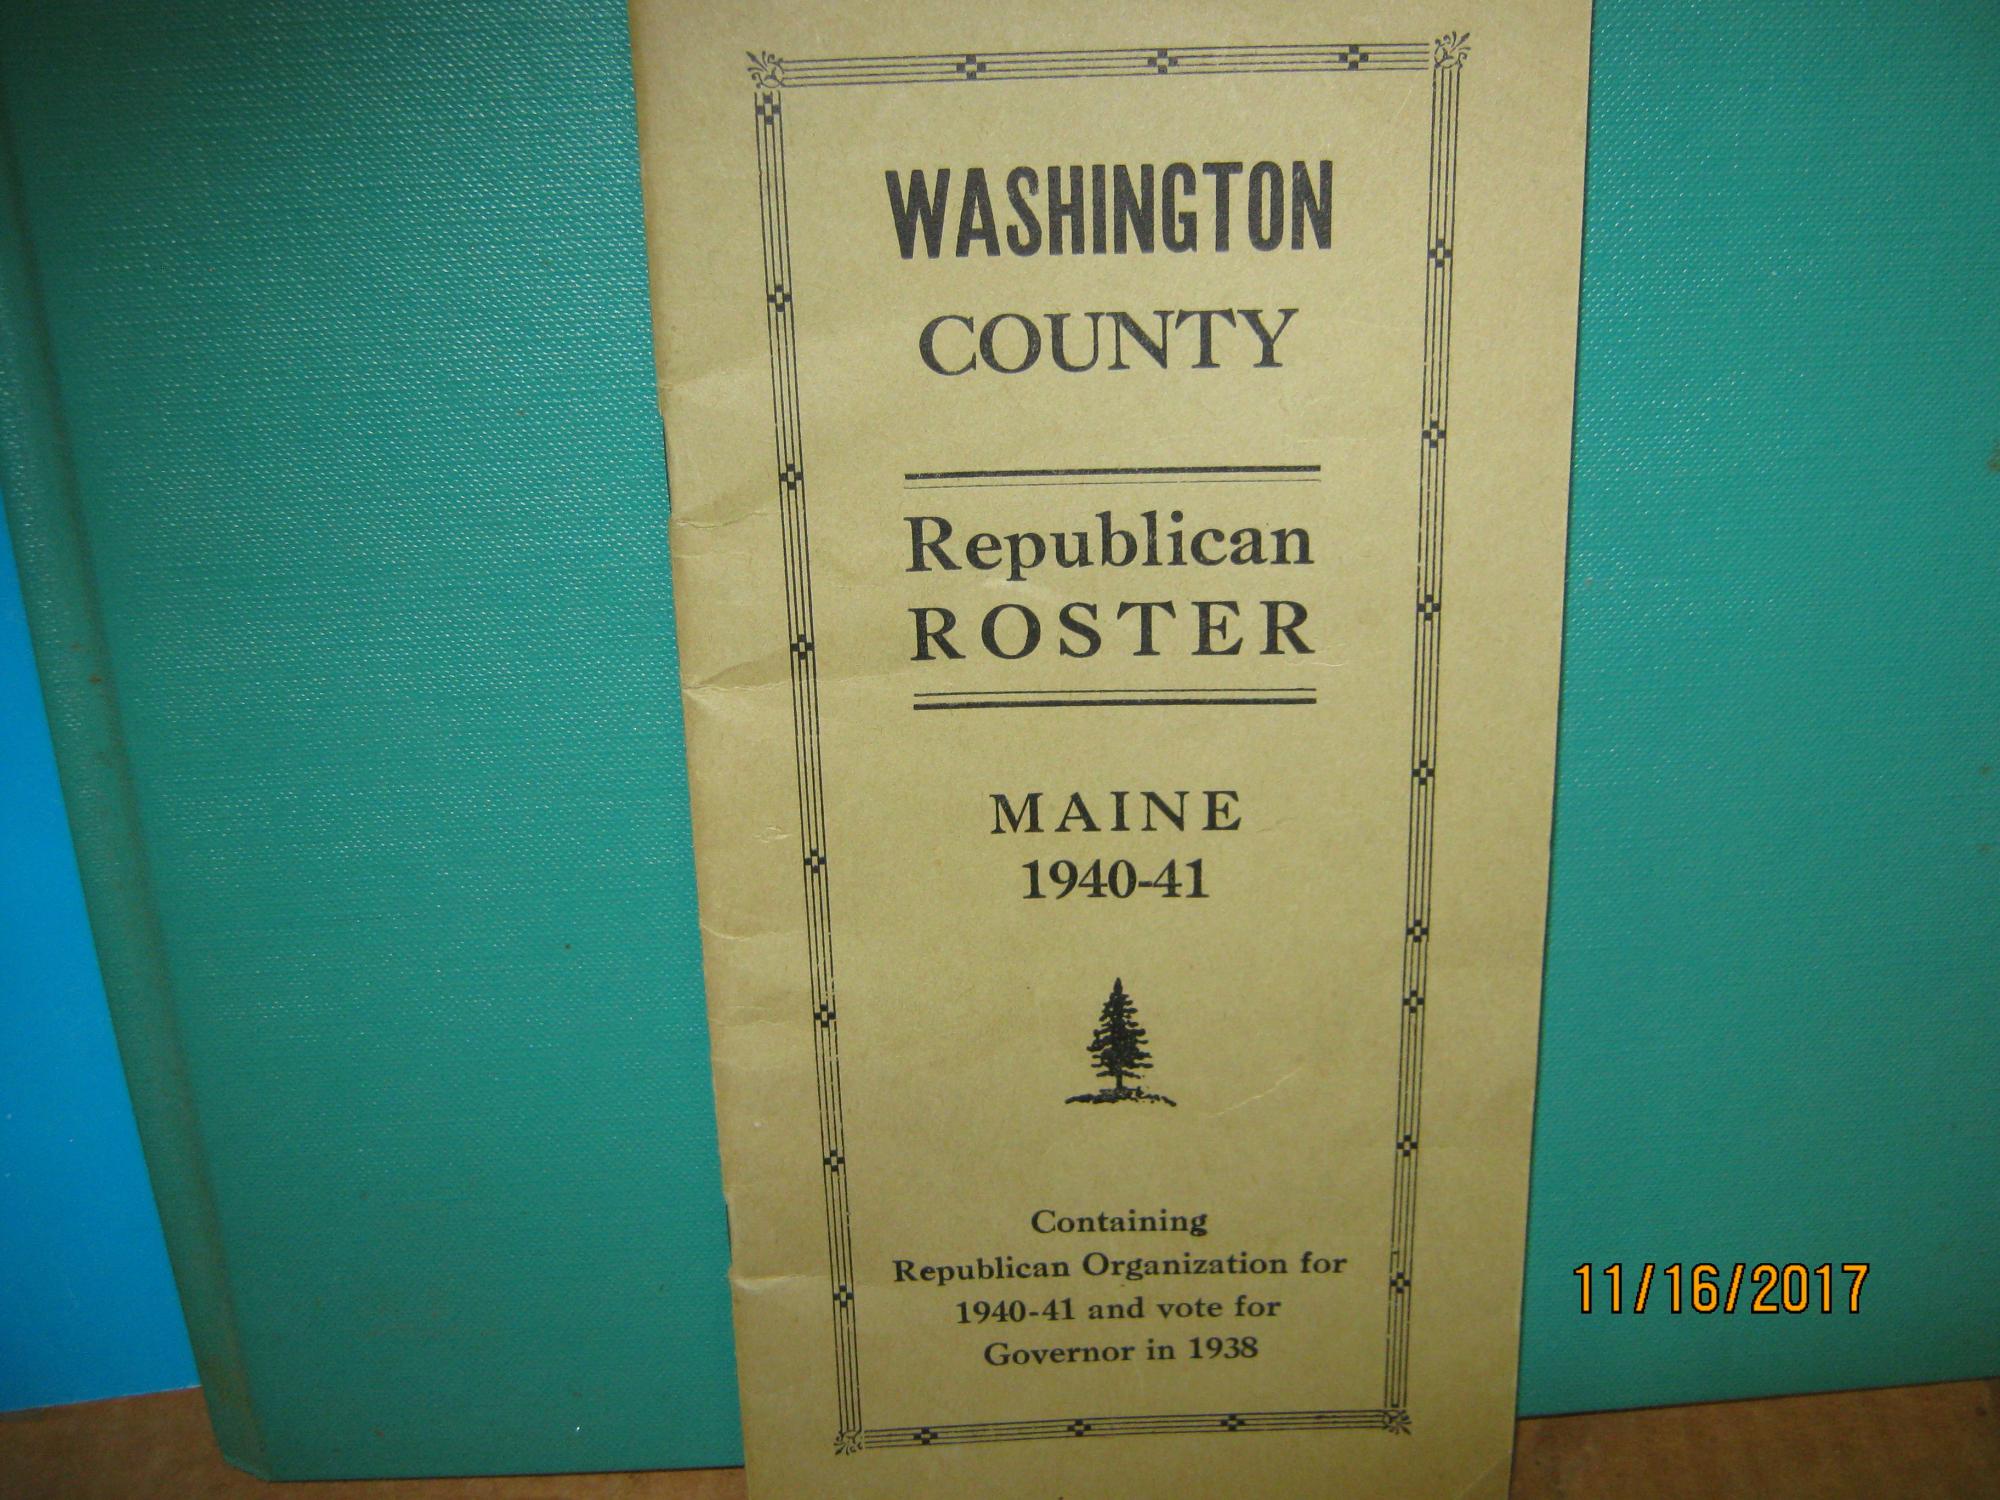 WASHINGTON
COUNTY
Republican
ROSTER
MAINE
1940-41
Containing
Republican Organization for
1940-41 and vote for
Governor in 1938
11/16/2017